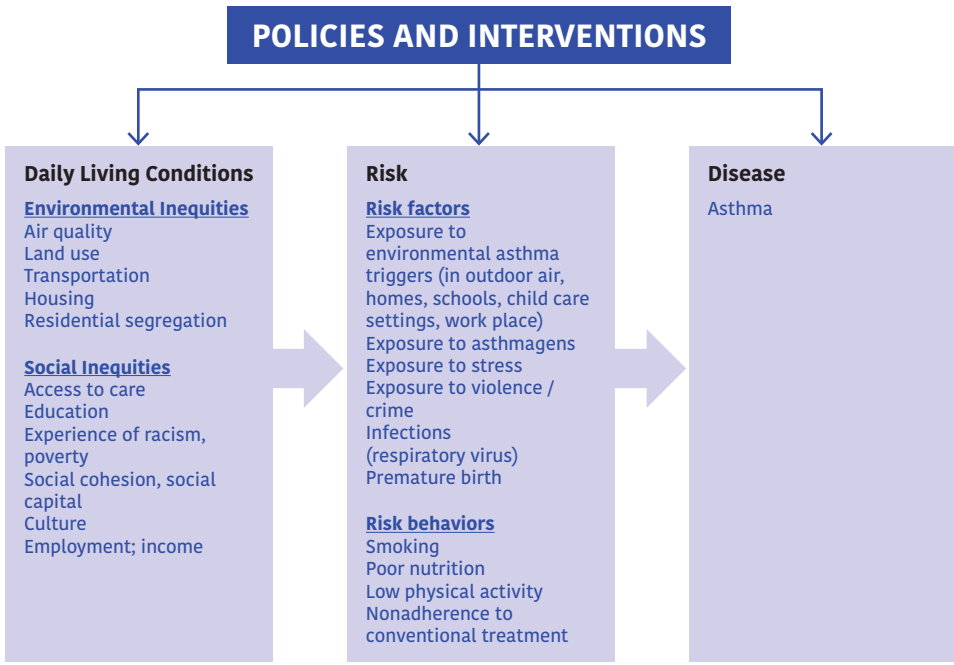 POLICIES AND INTERVENTIONS
Daily Living Conditions
Environmental Inequities
Air quality
Land use
Transportation
Housing
Residential segregation
Social Inequities
Access to care
Education
Experience of racism,
poverty
Social cohesion, social
capital
Culture
Employment; income
Risk
Risk factors
Exposure to
environmental asthma
triggers (in outdoor air,
homes, schools, child care
settings, work place)
Exposure to asthmagens
Exposure to stress
Exposure to violence /
crime
Infections
(respiratory virus)
Premature birth
Risk behaviors
Smoking
Poor nutrition
Low physical activity
Nonadherence to
conventional treatment
Disease
Asthma